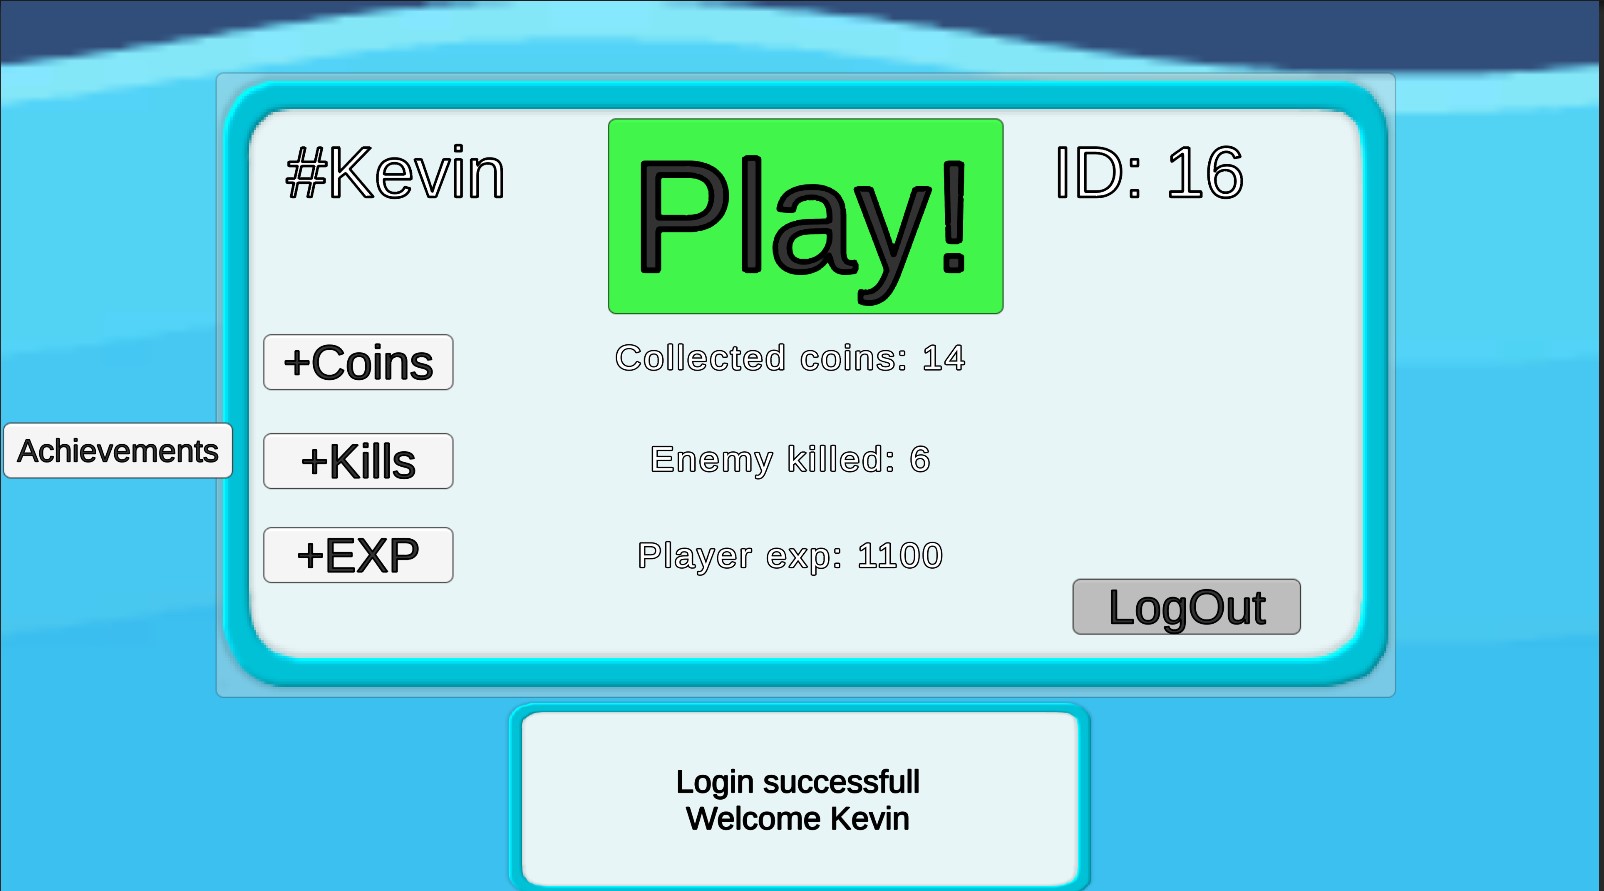 #Kevin
Play!
ID: 16
+Coins
Collected coins: 14
Achievements
+Kills
Enemy killed: 6
+EXP
Player exp: 1100
LogOut
Login successfull
Welcome Kevin